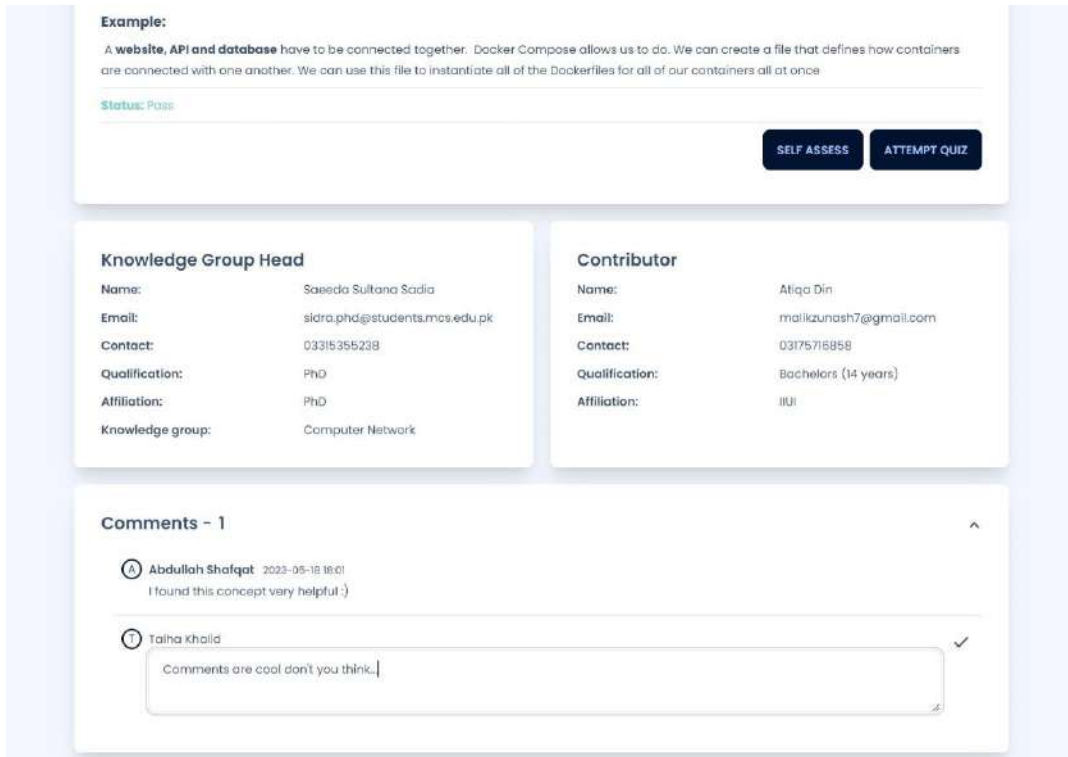 Example:
A website, API and database have to be connected together. Docker Compose allows us to do. We can create a file that defines how containers
are connected with one another. We can use this file to instantiate all of the Dockerfiles for all of our containers all at once
Status: Pass
SELF ASSESS
ATTEMPT QUIZ
Knowledge Group Head
Name: Saeeda Sultana Sadia
Email: sidra.phd@students.mcs.edu.pk
Contact: 03315355238
Qualification: PhD
Affiliation: PhD
Knowledge group: Computer Network
Contributor
Name: Atiqa Din
Email: malikzunash7@gmail.com
Contact: 03175716858
Qualification: Bachelors (14 years)
Affiliation: IIUI
Comments - 1
A Abdullah Shafqat 2023-05-18 18:01
I found this concept very helpful :)
T Talha Khalid
Comments are cool don't you think..